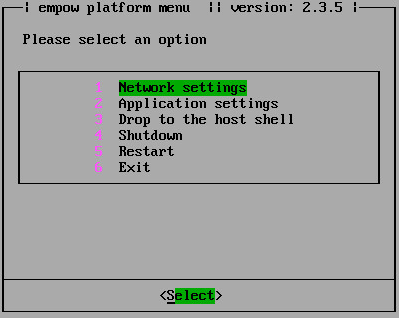 empow platform menu || version: 2.3.5
Please select an option
1 Network settings
2 Application settings
3 Drop to the host shell
4 Shutdown
5 Restart
6 Exit
<Select>